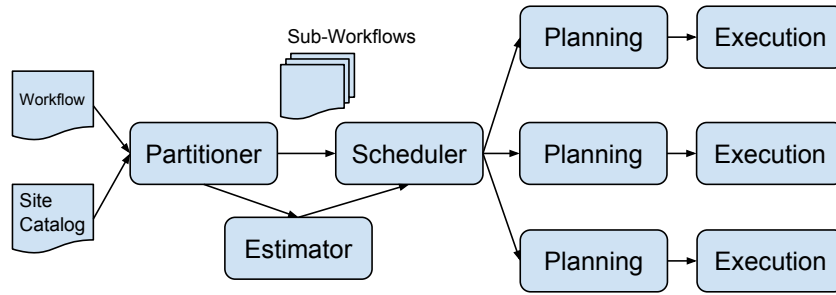 Sub-Workflows
Planning
Execution
Workflow
Partitioner
Scheduler
Planning
Execution
Site
Catalog
Estimator
Planning
Execution